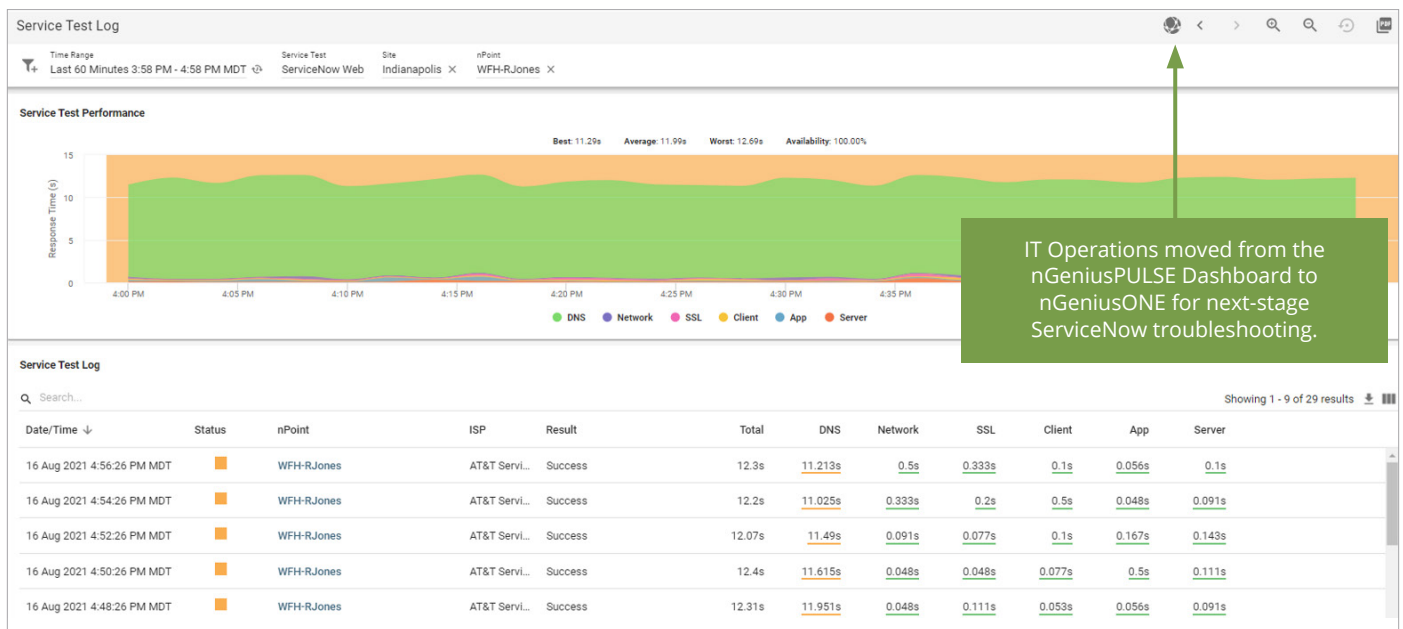 Service Test Log
PDF
Time Range
Last 60 Minutes 3:58 PM - 4:58 PM MDT
Service Test
ServiceNow Web
Site
Indianapolis ×
nPoint
WFH-RJones ×
Service Test Performance
Best: 11.29s Average: 11.99s Worst: 12.69s Availability: 100.00%
Response Time (s)
15
10
5
0
4:00 PM 4:05 PM 4:10 PM 4:15 PM 4:20 PM 4:25 PM 4:30 PM 4:35 PM
DNS Network SSL Client App Server
IT Operations moved from the
nGeniusPULSE Dashboard to
nGeniusONE for next-stage
ServiceNow troubleshooting.
Service Test Log
Search...
Showing 1 - 9 of 29 results
Date/Time Status nPoint ISP Result Total DNS Network SSL Client App Server
16 Aug 2021 4:56:26 PM MDT WFH-RJones AT&T Servi... Success 12.3s 11.213s 0.5s 0.333s 0.1s 0.056s 0.1s
16 Aug 2021 4:54:26 PM MDT WFH-RJones AT&T Servi... Success 12.2s 11.025s 0.333s 0.2s 0.5s 0.048s 0.091s
16 Aug 2021 4:52:26 PM MDT WFH-RJones AT&T Servi... Success 12.07s 11.49s 0.091s 0.077s 0.1s 0.167s 0.143s
16 Aug 2021 4:50:26 PM MDT WFH-RJones AT&T Servi... Success 12.4s 11.615s 0.048s 0.048s 0.077s 0.5s 0.111s
16 Aug 2021 4:48:26 PM MDT WFH-RJones AT&T Servi... Success 12.31s 11.951s 0.048s 0.111s 0.053s 0.056s 0.091s